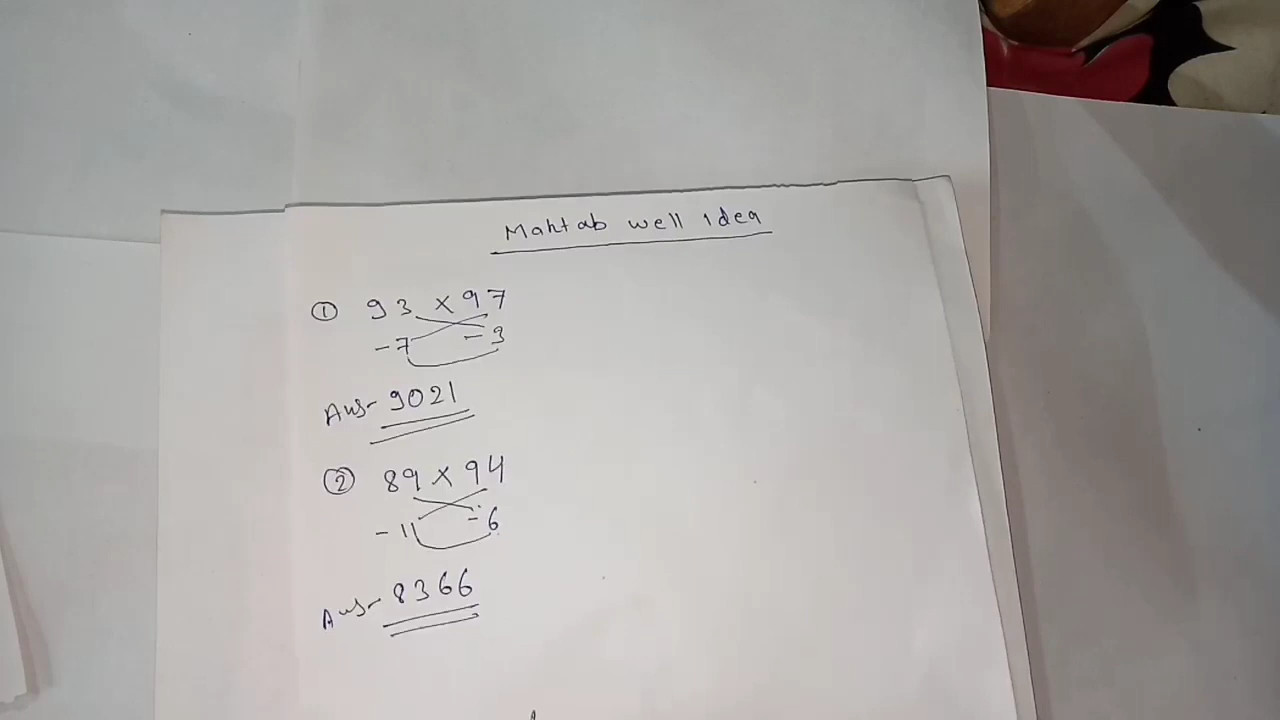 Mahtab well idea
① 93 × 97
-7 -3
Ans- 9021
② 89 × 94
-11 -6
Ans- 8366